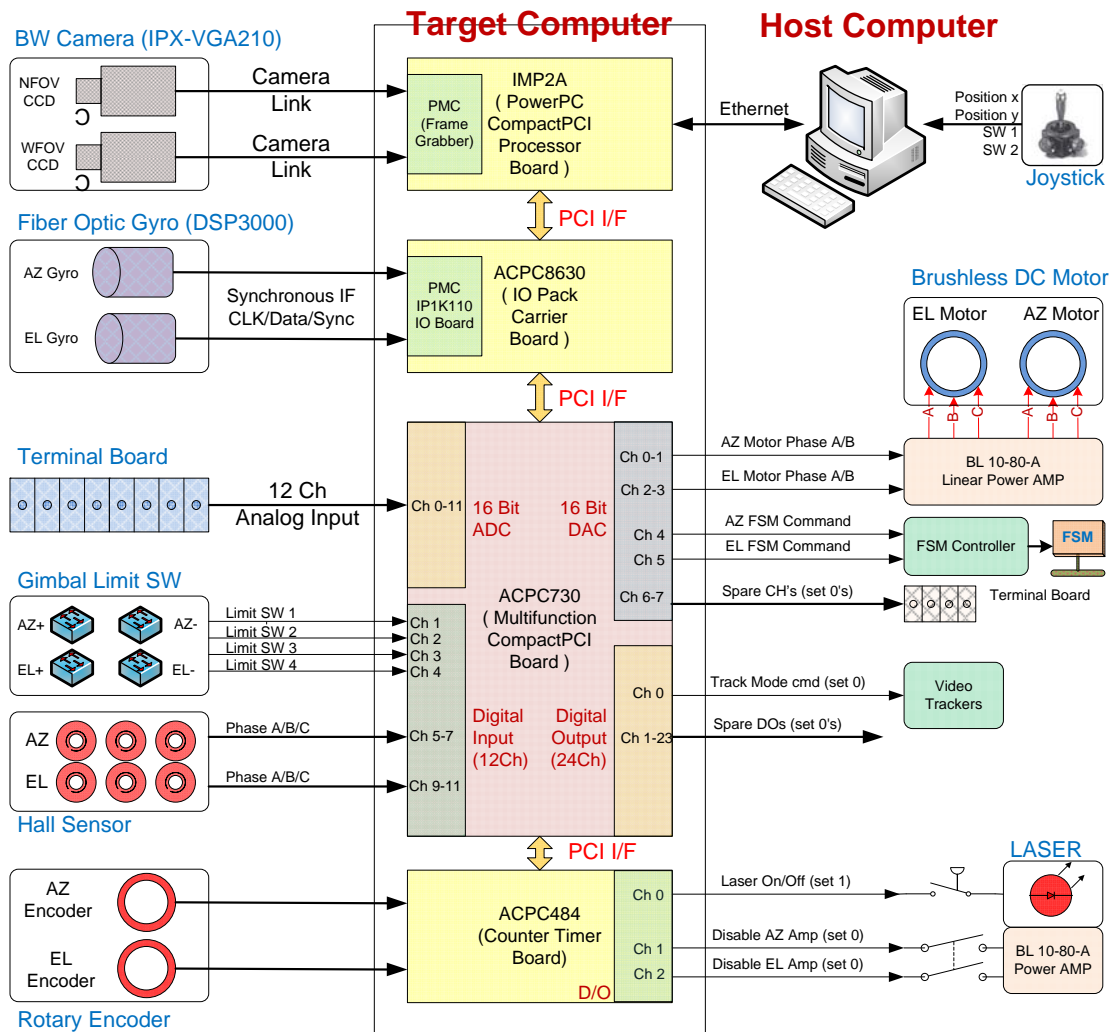 Target Computer
Host Computer
BW Camera (IPX-VGA210)
NFOV
CCD
WFOV
CCD
Camera
Link
Camera
Link
PMC
(Frame
Grabber)
IMP2A
( PowerPC
CompactPCI
Processor
Board )
Ethernet
Position x
Position y
SW 1
SW 2
Joystick
PCI I/F
Fiber Optic Gyro (DSP3000)
AZ Gyro
EL Gyro
Synchronous IF
CLK/Data/Sync
PMC
IP1K110
IO Board
ACPC8630
( IO Pack
Carrier
Board )
PCI I/F
Brushless DC Motor
EL Motor
AZ Motor
A
B
C
A
B
C
BL 10-80-A
Linear Power AMP
Terminal Board
12 Ch
Analog Input
Ch 0-11
16 Bit
ADC
16 Bit
DAC
Ch 0-1
Ch 2-3
Ch 4
Ch 5
Ch 6-7
AZ Motor Phase A/B
EL Motor Phase A/B
AZ FSM Command
EL FSM Command
Spare CH's (set 0's)
FSM Controller
FSM
Terminal Board
ACPC730
( Multifunction
CompactPCI
Board )
Gimbal Limit SW
AZ+
AZ-
EL+
EL-
Limit SW 1
Limit SW 2
Limit SW 3
Limit SW 4
Ch 1
Ch 2
Ch 3
Ch 4
AZ
EL
Hall Sensor
Phase A/B/C
Phase A/B/C
Ch 5-7
Ch 9-11
Digital
Input
(12Ch)
Digital
Output
(24Ch)
Ch 0
Ch 1-23
Track Mode cmd (set 0)
Spare DOs (set 0's)
Video
Trackers
PCI I/F
AZ
Encoder
EL
Encoder
Rotary Encoder
ACPC484
(Counter Timer
Board)
D/O
Ch 0
Ch 1
Ch 2
Laser On/Off (set 1)
Disable AZ Amp (set 0)
Disable EL Amp (set 0)
LASER
BL 10-80-A
Power AMP